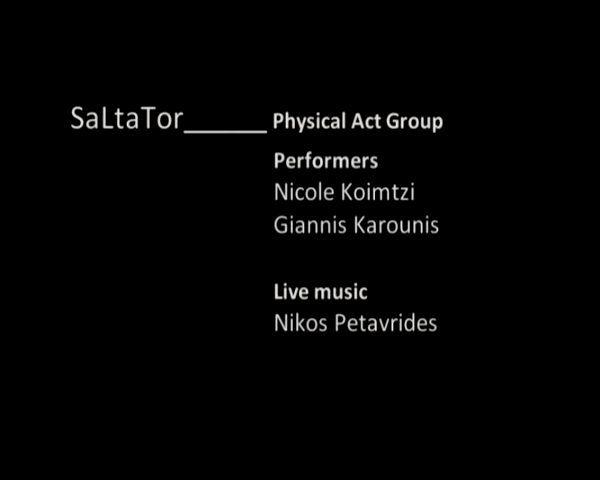 SaLtaTor______ Physical Act Group
Performers
Nicole Koimtzi
Giannis Karounis
Live music
Nikos Petavrides